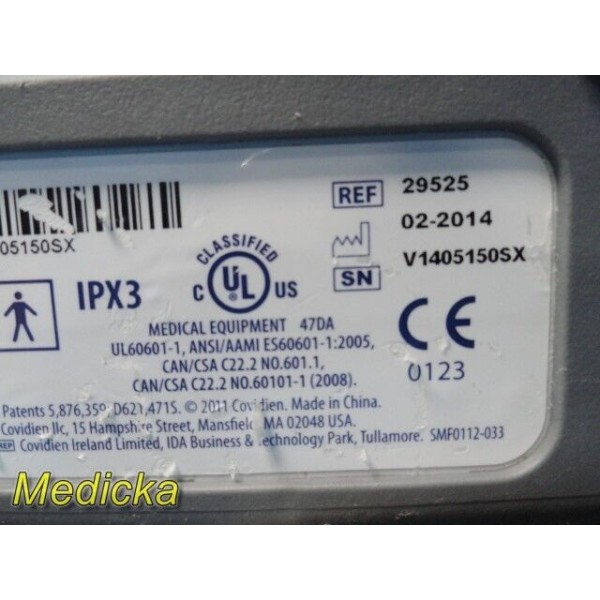 REF 29525
02-2014
SN V1405150SX
05150SX
IPX3
CLASSIFIED
C UL US
MEDICAL EQUIPMENT 47DA
UL60601-1, ANSI/AAMI ES60601-1:2005,
CAN/CSA C22.2 NO.601.1,
CAN/CSA C22.2 NO.60101-1 (2008).
CE
0123
Patents 5,876,359 D621,471S. © 2011 Covidien. Made in China.
Covidien llc, 15 Hampshire Street, Mansfield, MA 02048 USA.
REP Covidien Ireland Limited, IDA Business & Technology Park, Tullamore. SMF0112-033
Medicka